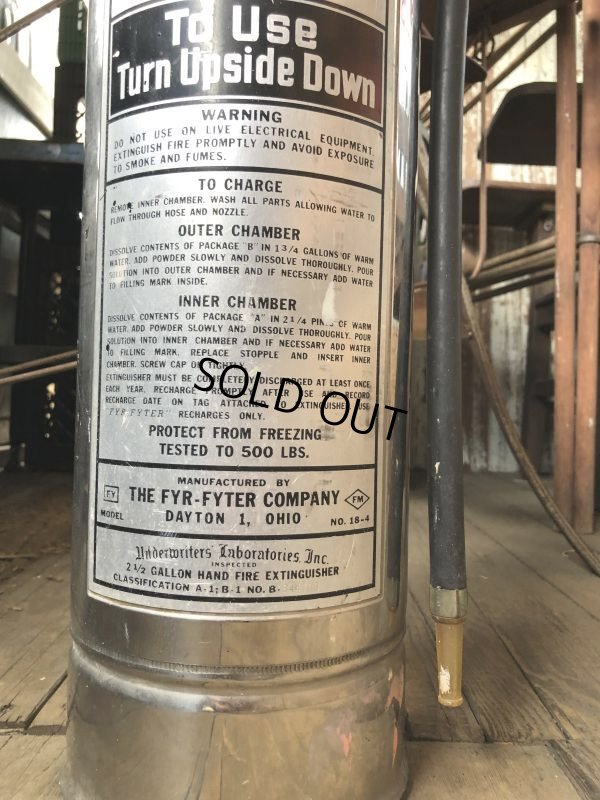 To Use
Turn Upside Down
WARNING
DO NOT USE ON LIVE ELECTRICAL EQUIPMENT.
EXTINGUISH FIRE PROMPTLY AND AVOID EXPOSURE
TO SMOKE AND FUMES.
TO CHARGE
REMOVE INNER CHAMBER. WASH ALL PARTS ALLOWING WATER TO
FLOW THROUGH HOSE AND NOZZLE.
OUTER CHAMBER
DISSOLVE CONTENTS OF PACKAGE "B" IN 1 3/4 GALLONS OF WARM
WATER. ADD POWDER SLOWLY AND DISSOLVE THOROUGHLY. POUR
SOLUTION INTO OUTER CHAMBER AND IF NECESSARY ADD WATER
TO FILLING MARK INSIDE.
INNER CHAMBER
DISSOLVE CONTENTS OF PACKAGE "A" IN 2 1/4 PINTS OF WARM
WATER. ADD POWDER SLOWLY AND DISSOLVE THOROUGHLY. POUR
SOLUTION INTO INNER CHAMBER AND IF NECESSARY ADD WATER
TO FILLING MARK. REPLACE STOPPLE AND INSERT INNER
CHAMBER. SCREW CAP ON TIGHTLY.
EXTINGUISHER MUST BE COMPLETELY DISCHARGED AT LEAST ONCE
EACH YEAR. RECHARGE PROMPTLY AFTER USE AND RECORD
RECHARGE DATE ON TAG ATTACHED TO EXTINGUISHER. USE
"FYR-FYTER" RECHARGES ONLY.
SOLD OUT
PROTECT FROM FREEZING
TESTED TO 500 LBS.
MANUFACTURED BY
FY THE FYR-FYTER COMPANY FM
MODEL DAYTON 1, OHIO NO. 18-4
Underwriters' Laboratories, Inc.
INSPECTED
2 1/2 GALLON HAND FIRE EXTINGUISHER
CLASSIFICATION A-1; B-1 NO. B-